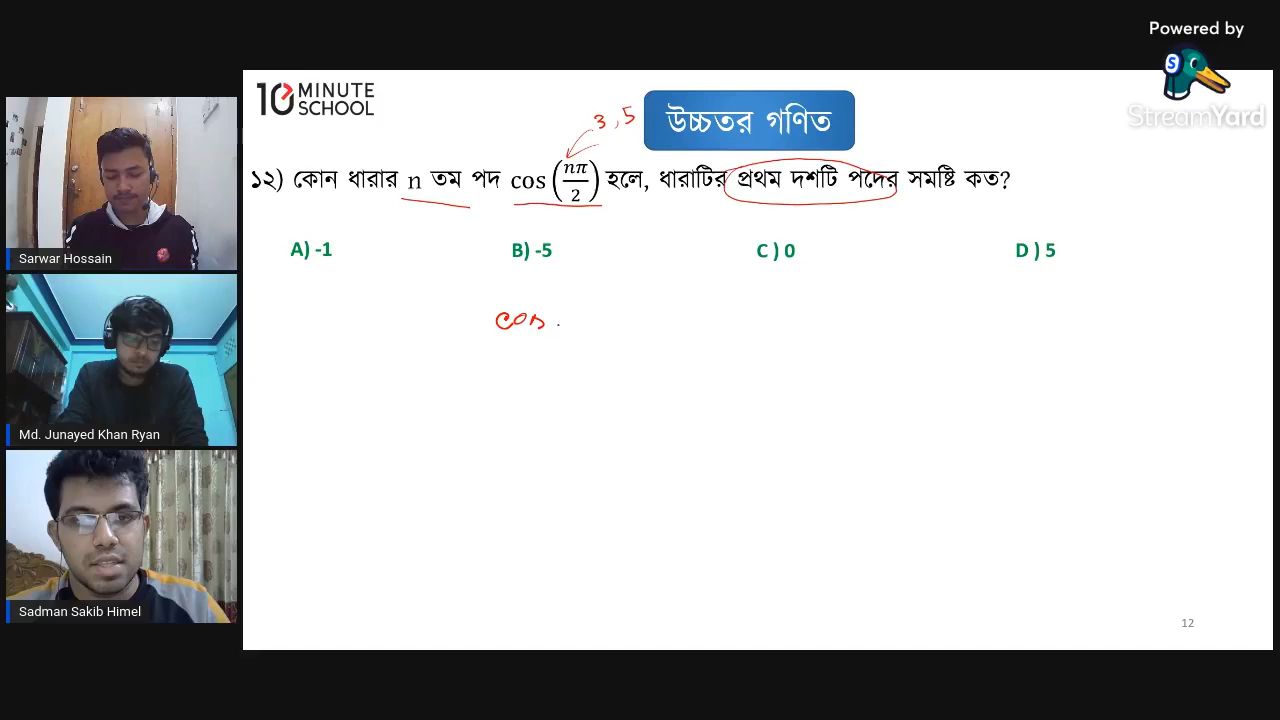 Powered by
StreamYard
10 MINUTE
SCHOOL
উচ্চতর গণিত
3, 5
১২) কোন ধারার n তম পদ cos (nπ/2) হলে, ধারাটির প্রথম দশটি পদের সমষ্টি কত?
A) -1 B) -5 C ) 0 D ) 5
cos
Sarwar Hossain
Md. Junayed Khan Ryan
Sadman Sakib Himel
12